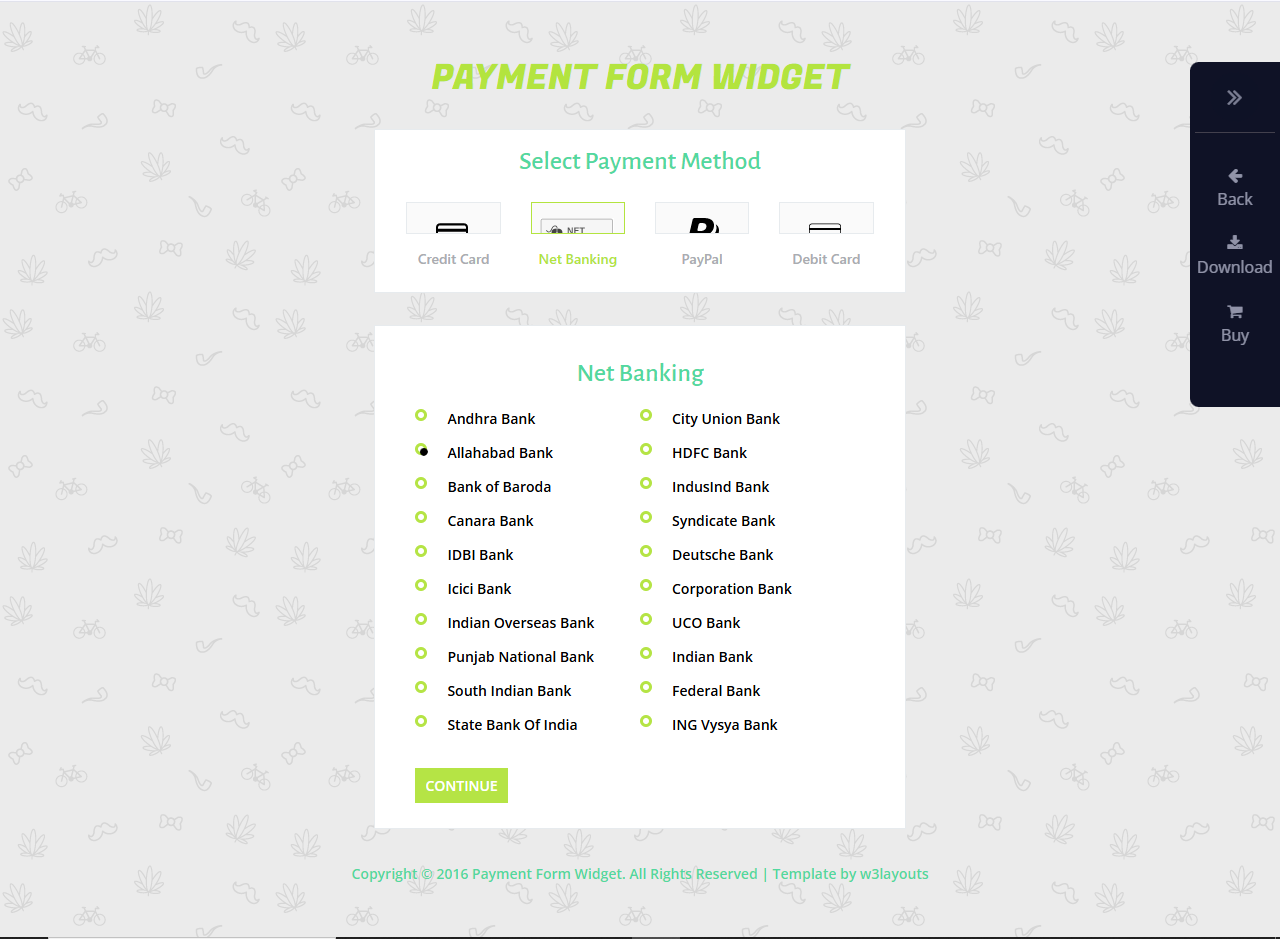 PAYMENT FORM WIDGET
Select Payment Method
NET
Credit Card
Net Banking
PayPal
Debit Card
Net Banking
Andhra Bank
City Union Bank
Allahabad Bank
HDFC Bank
Bank of Baroda
IndusInd Bank
Canara Bank
Syndicate Bank
IDBI Bank
Deutsche Bank
Icici Bank
Corporation Bank
Indian Overseas Bank
UCO Bank
Punjab National Bank
Indian Bank
South Indian Bank
Federal Bank
State Bank Of India
ING Vysya Bank
CONTINUE
Copyright © 2016 Payment Form Widget. All Rights Reserved | Template by w3layouts
Back
Download
Buy